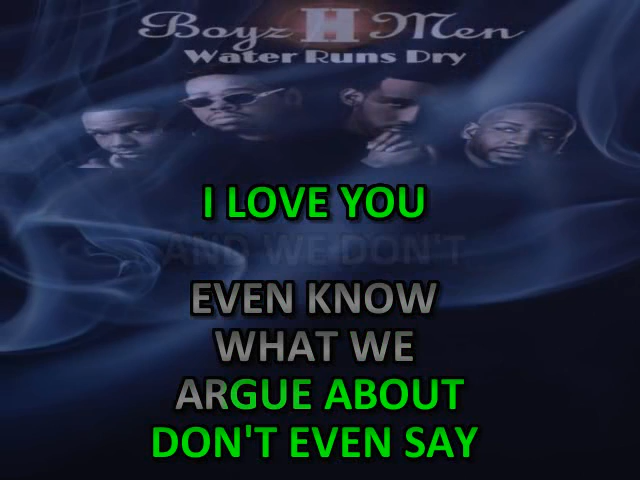 Boyz II Men
Water Runs Dry
I LOVE YOU
AND WE DON'T
EVEN KNOW
WHAT WE
ARGUE ABOUT
DON'T EVEN SAY